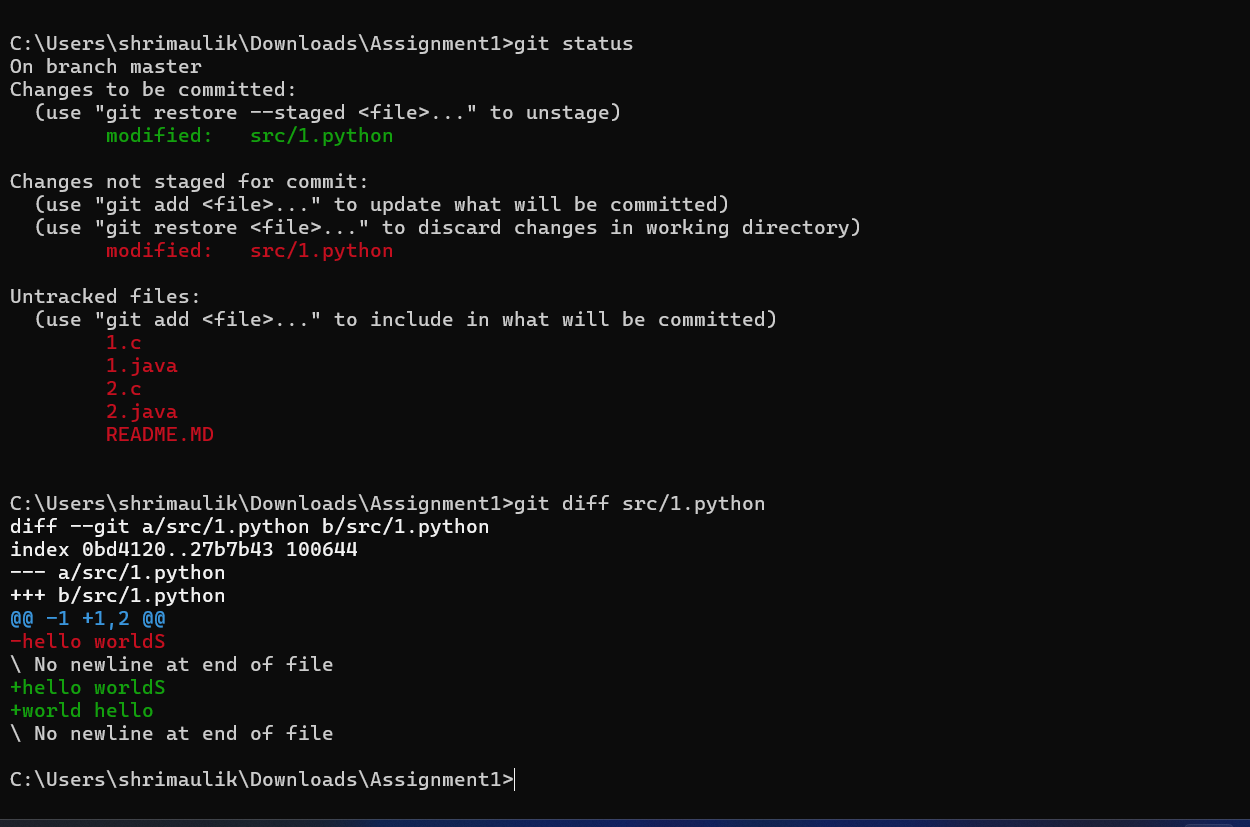 C:\Users\shrimaulik\Downloads\Assignment1>git status
On branch master
Changes to be committed:
  (use "git restore --staged <file>..." to unstage)
        modified:   src/1.python

Changes not staged for commit:
  (use "git add <file>..." to update what will be committed)
  (use "git restore <file>..." to discard changes in working directory)
        modified:   src/1.python

Untracked files:
  (use "git add <file>..." to include in what will be committed)
        1.c
        1.java
        2.c
        2.java
        README.MD

C:\Users\shrimaulik\Downloads\Assignment1>git diff src/1.python
diff --git a/src/1.python b/src/1.python
index 0bd4120..27b7b43 100644
--- a/src/1.python
+++ b/src/1.python
@@ -1 +1,2 @@
-hello worldS
\ No newline at end of file
+hello worldS
+world hello
\ No newline at end of file

C:\Users\shrimaulik\Downloads\Assignment1>